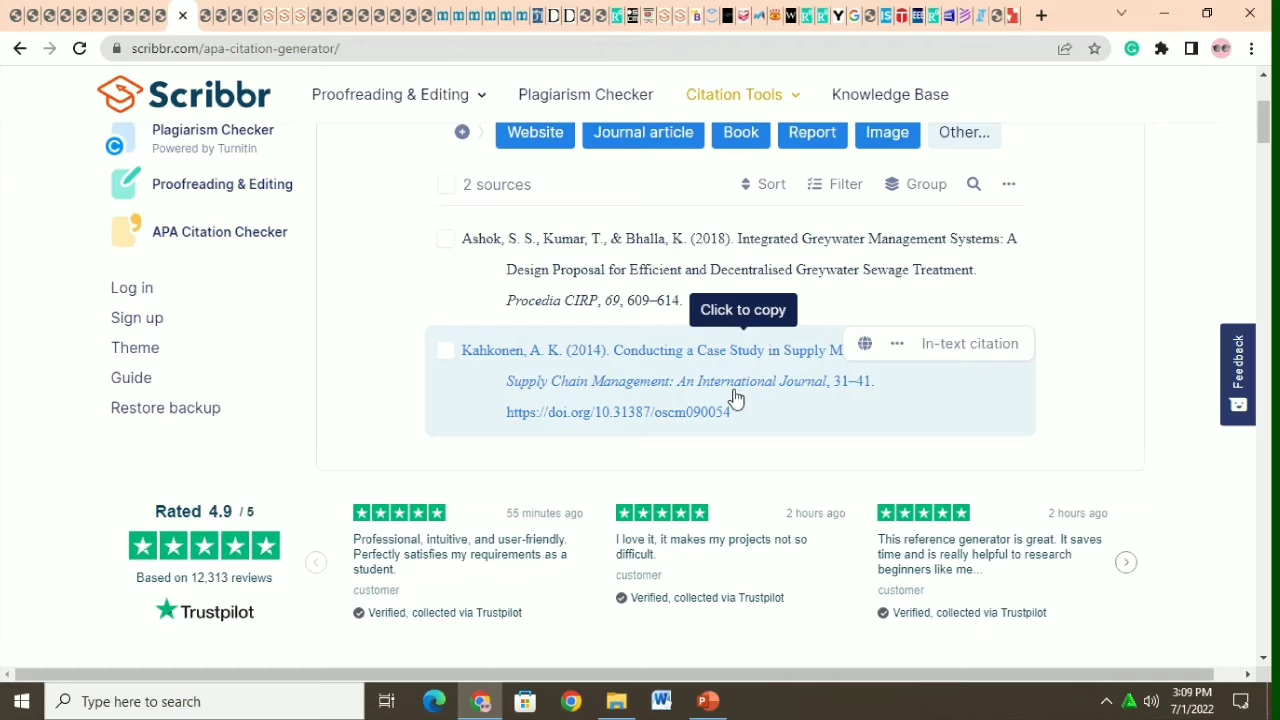 scribbr.com/apa-citation-generator/
Scribbr
Proofreading & Editing
Plagiarism Checker
Citation Tools
Knowledge Base
Plagiarism Checker
Powered by Turnitin
Proofreading & Editing
APA Citation Checker
Log in
Sign up
Theme
Guide
Restore backup
Website
Journal article
Book
Report
Image
Other...
2 sources
Sort
Filter
Group
Ashok, S. S., Kumar, T., & Bhalla, K. (2018). Integrated Greywater Management Systems: A
Design Proposal for Efficient and Decentralised Greywater Sewage Treatment.
Procedia CIRP, 69, 609–614.
Click to copy
Kahkonen, A. K. (2014). Conducting a Case Study in Supply M
In-text citation
Supply Chain Management: An International Journal, 31–41.
https://doi.org/10.31387/oscm090054
Feedback
Rated 4.9 / 5
Based on 12,313 reviews
Trustpilot
55 minutes ago
Professional, intuitive, and user-friendly.
Perfectly satisfies my requirements as a
student.
customer
Verified, collected via Trustpilot
2 hours ago
I love it, it makes my projects not so
difficult.
customer
Verified, collected via Trustpilot
2 hours ago
This reference generator is great. It saves
time and is really helpful to research
beginners like me...
customer
Verified, collected via Trustpilot
Type here to search
3:09 PM
7/1/2022